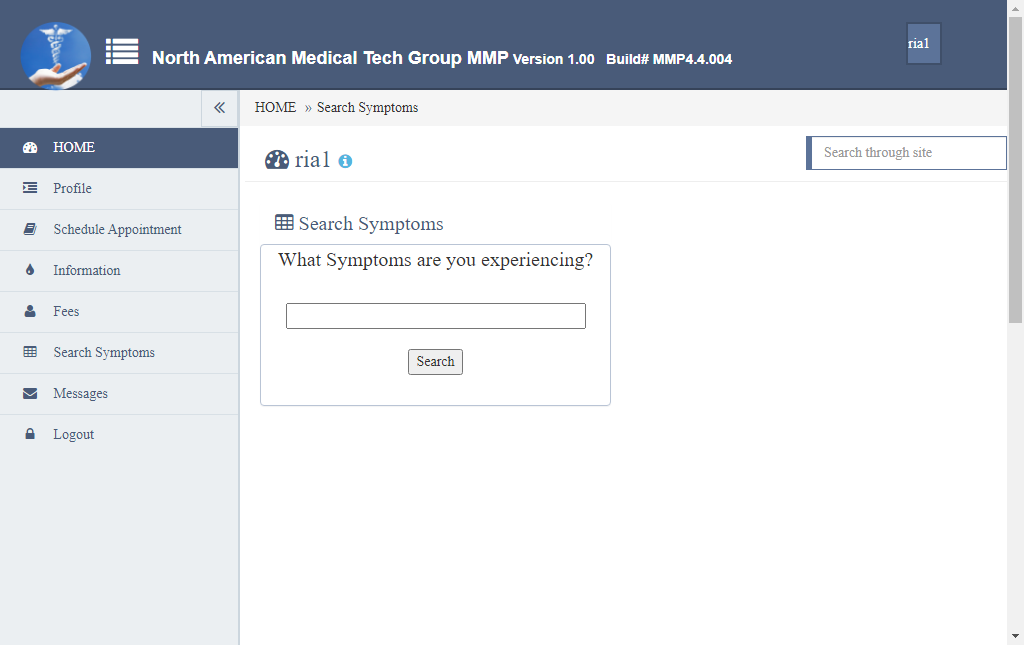 North American Medical Tech Group MMP Version 1.00 Build# MMP4.4.004
ria1
HOME » Search Symptoms
HOME
Profile
Schedule Appointment
Information
Fees
Search Symptoms
Messages
Logout
ria1
Search through site
Search Symptoms
What Symptoms are you experiencing?
Search